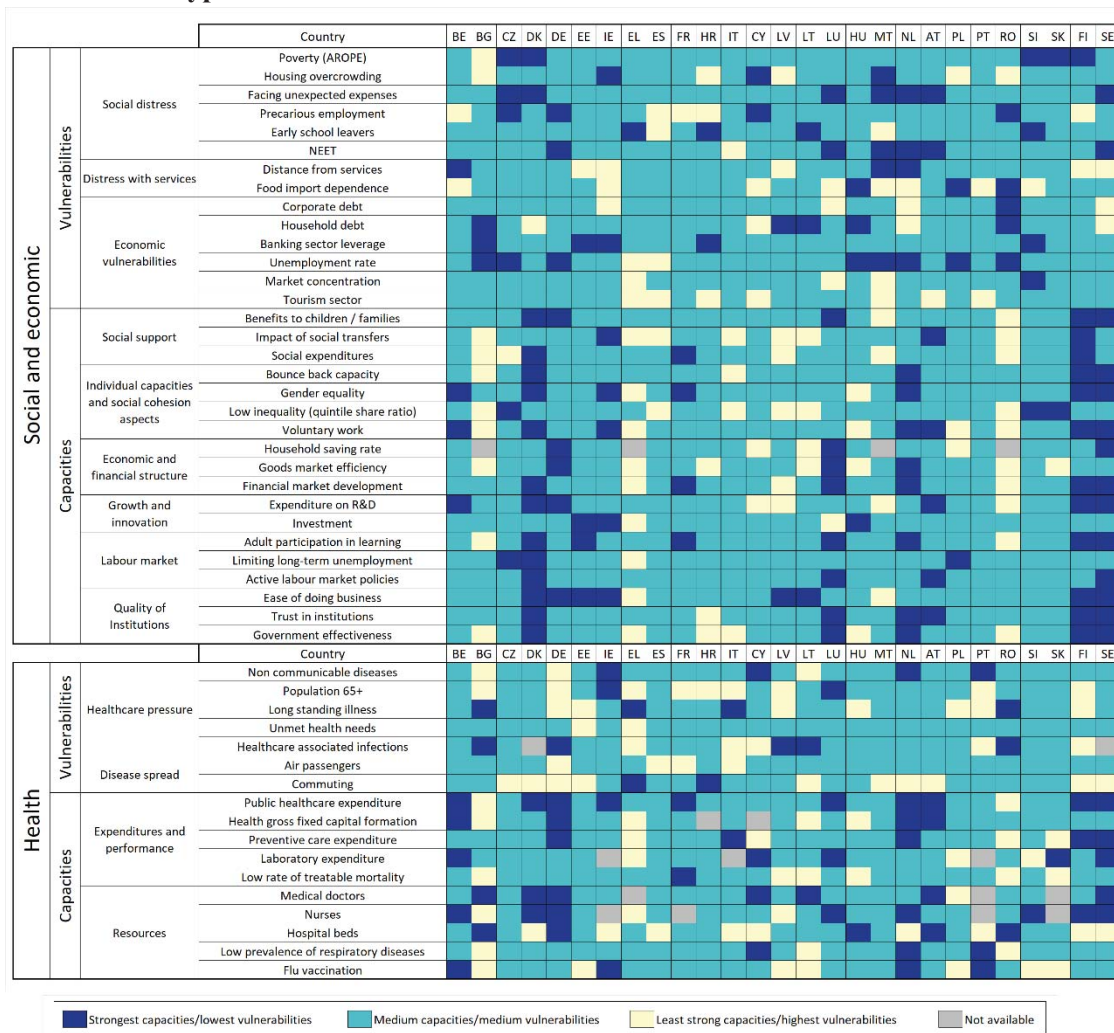 Country BE BG CZ DK DE EE IE EL ES FR HR IT CY LV LT LU HU MT NL AT PL PT RO SI SK FI SE
Social and economic
Vulnerabilities
Social distress
Poverty (AROPE)
Housing overcrowding
Facing unexpected expenses
Precarious employment
Early school leavers
NEET
Distress with services
Distance from services
Food import dependence
Economic
vulnerabilities
Corporate debt
Household debt
Banking sector leverage
Unemployment rate
Market concentration
Tourism sector
Capacities
Social support
Benefits to children / families
Impact of social transfers
Social expenditures
Individual capacities
and social cohesion
aspects
Bounce back capacity
Gender equality
Low inequality (quintile share ratio)
Voluntary work
Economic and
financial structure
Household saving rate
Goods market efficiency
Financial market development
Growth and
innovation
Expenditure on R&D
Investment
Labour market
Adult participation in learning
Limiting long-term unemployment
Active labour market policies
Quality of
Institutions
Ease of doing business
Trust in institutions
Government effectiveness
Country BE BG CZ DK DE EE IE EL ES FR HR IT CY LV LT LU HU MT NL AT PL PT RO SI SK FI SE
Health
Vulnerabilities
Healthcare pressure
Non communicable diseases
Population 65+
Long standing illness
Unmet health needs
Disease spread
Healthcare associated infections
Air passengers
Commuting
Capacities
Expenditures and
performance
Public healthcare expenditure
Health gross fixed capital formation
Preventive care expenditure
Laboratory expenditure
Low rate of treatable mortality
Resources
Medical doctors
Nurses
Hospital beds
Low prevalence of respiratory diseases
Flu vaccination
Strongest capacities/lowest vulnerabilities
Medium capacities/medium vulnerabilities
Least strong capacities/highest vulnerabilities
Not available